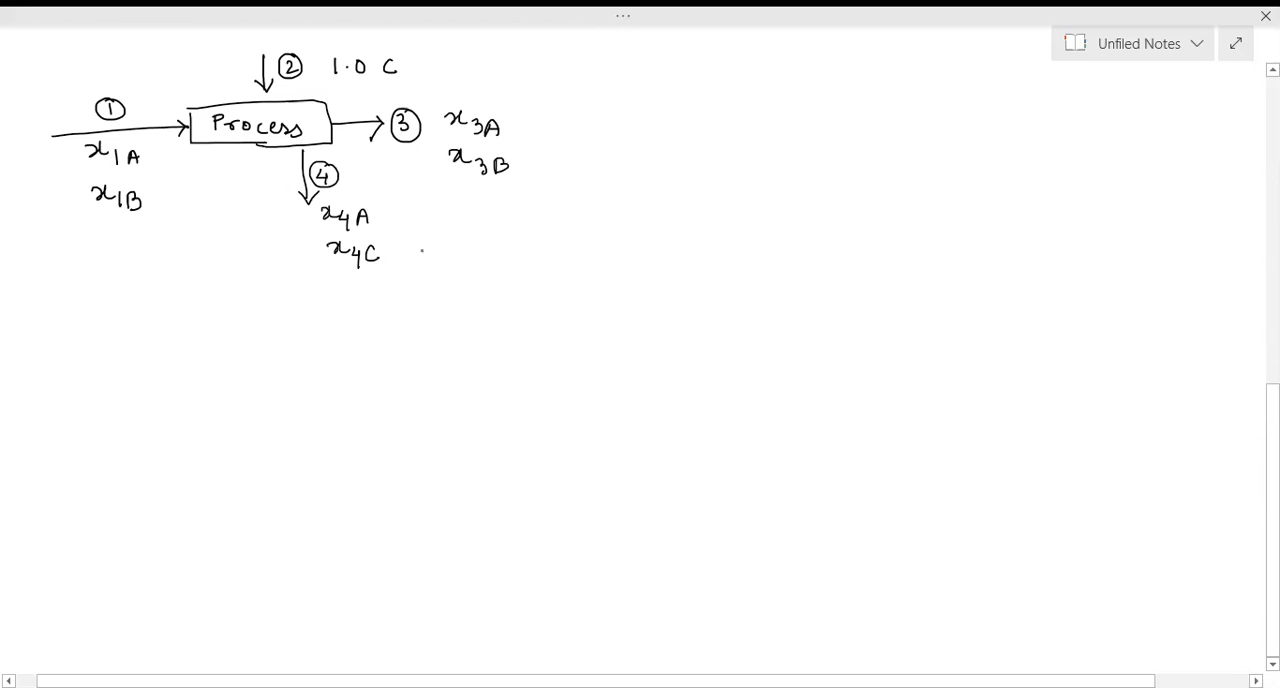 Unfiled Notes
② 1.0 C
①
Process
③ x3A
x1A
x3B
④
x1B
x4A
x4C